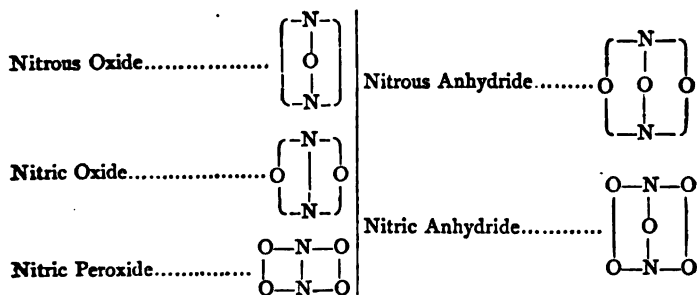 N
Nitrous Oxide................... O
N
N
Nitric Oxide...................O O
N
O—N—O
Nitric Peroxide...............
O—N—O
N
Nitrous Anhydride......... O O O
N
O—N—O
Nitric Anhydride............ O
O—N—O